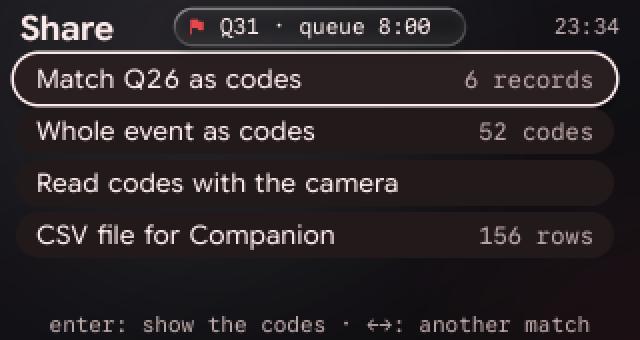 Share
Q31 · queue 8:00
23:34
Match Q26 as codes
6 records
Whole event as codes
52 codes
Read codes with the camera
CSV file for Companion
156 rows
enter: show the codes · ↔: another match